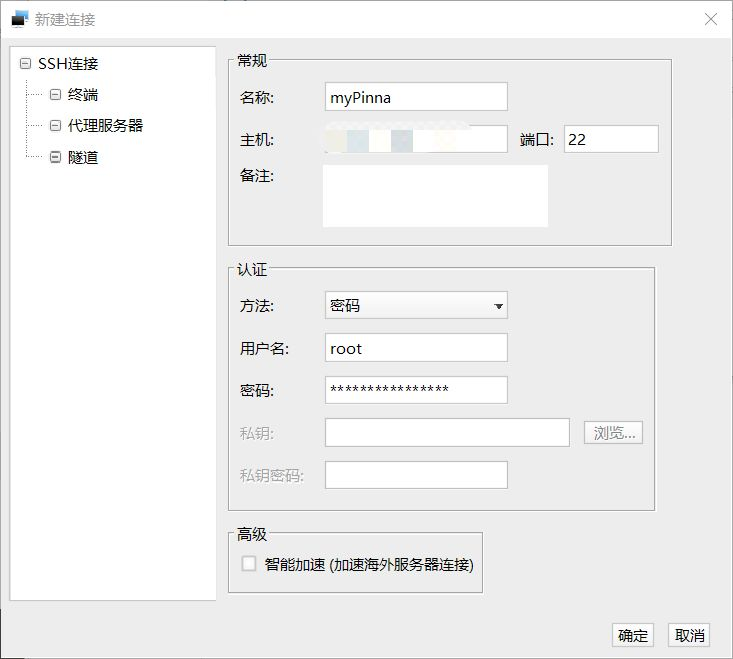 新建连接
SSH连接
终端
代理服务器
隧道
常规
名称: myPinna
主机: 端口: 22
备注:
认证
方法: 密码
用户名: root
密码: ****************
私钥: 浏览...
私钥密码:
高级
智能加速 (加速海外服务器连接)
确定 取消